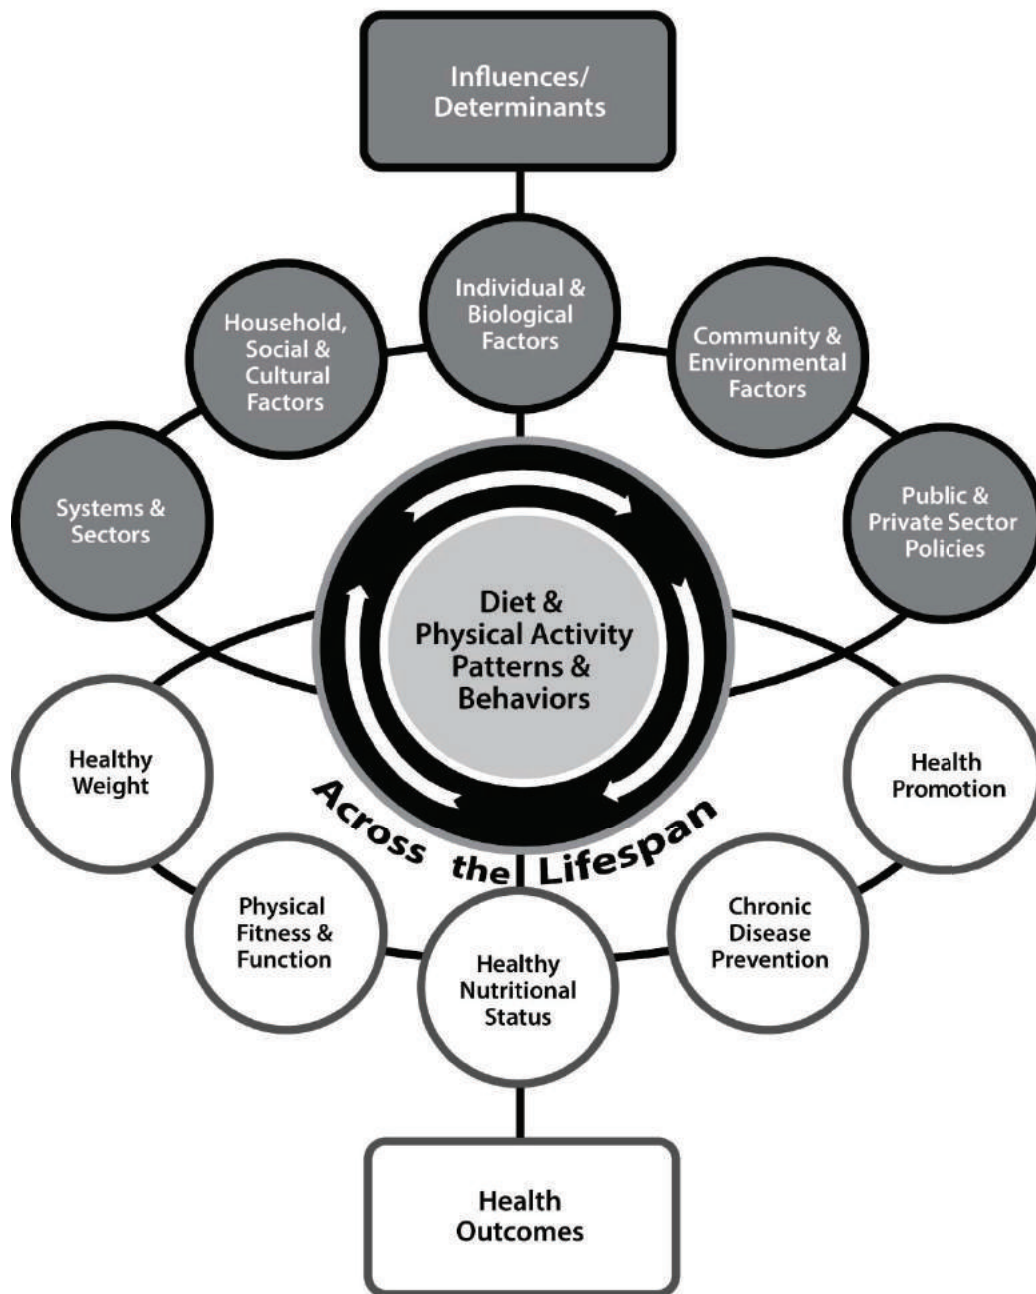 Influences/
Determinants
Individual &
Biological
Factors
Household,
Social &
Cultural
Factors
Community &
Environmental
Factors
Systems &
Sectors
Public &
Private Sector
Policies
Diet &
Physical Activity
Patterns &
Behaviors
Across the Lifespan
Healthy
Weight
Health
Promotion
Physical
Fitness &
Function
Chronic
Disease
Prevention
Healthy
Nutritional
Status
Health
Outcomes